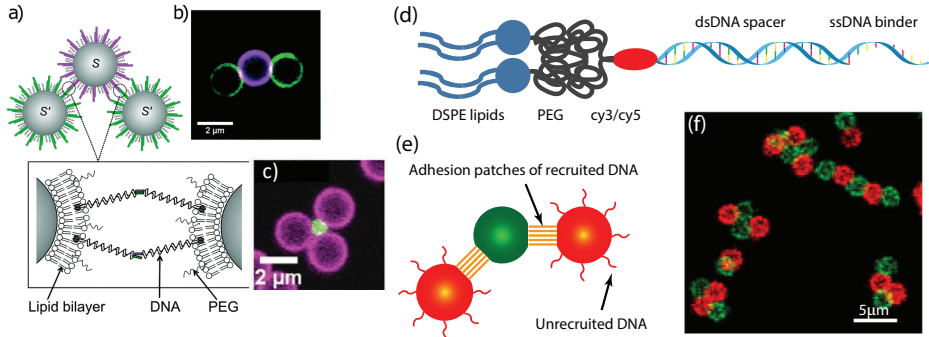 a)
S
S'
S'
b)
2 μm
Lipid bilayer
DNA
PEG
c)
2 μm
(d)
dsDNA spacer
ssDNA binder
DSPE lipids
PEG
cy3/cy5
(e)
Adhesion patches of recruited DNA
Unrecruited DNA
(f)
5μm